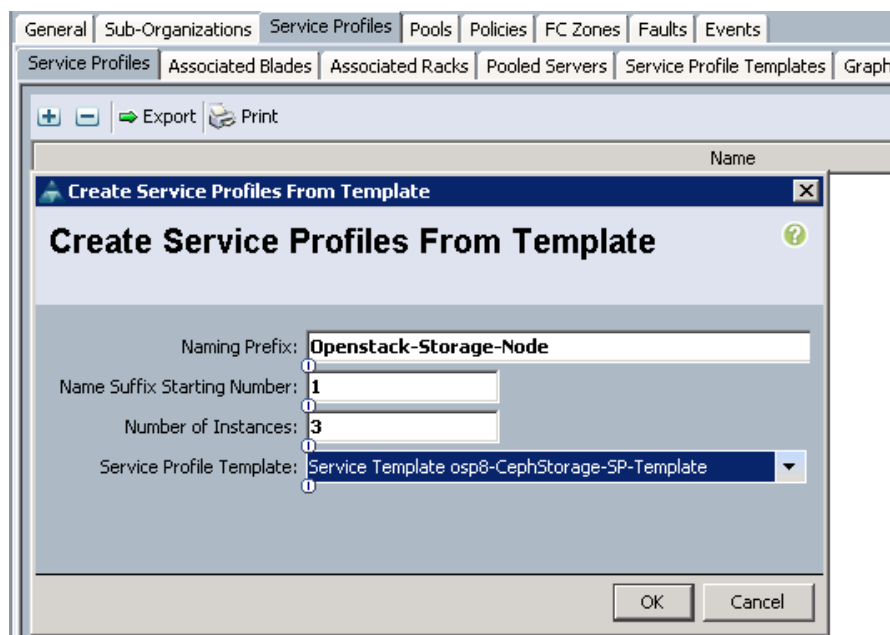 General Sub-Organizations Service Profiles Pools Policies FC Zones Faults Events
Service Profiles Associated Blades Associated Racks Pooled Servers Service Profile Templates Graph
Export Print
Name
Create Service Profiles From Template
Create Service Profiles From Template
Naming Prefix: Openstack-Storage-Node
Name Suffix Starting Number: 1
Number of Instances: 3
Service Profile Template: Service Template osp8-CephStorage-SP-Template
OK Cancel